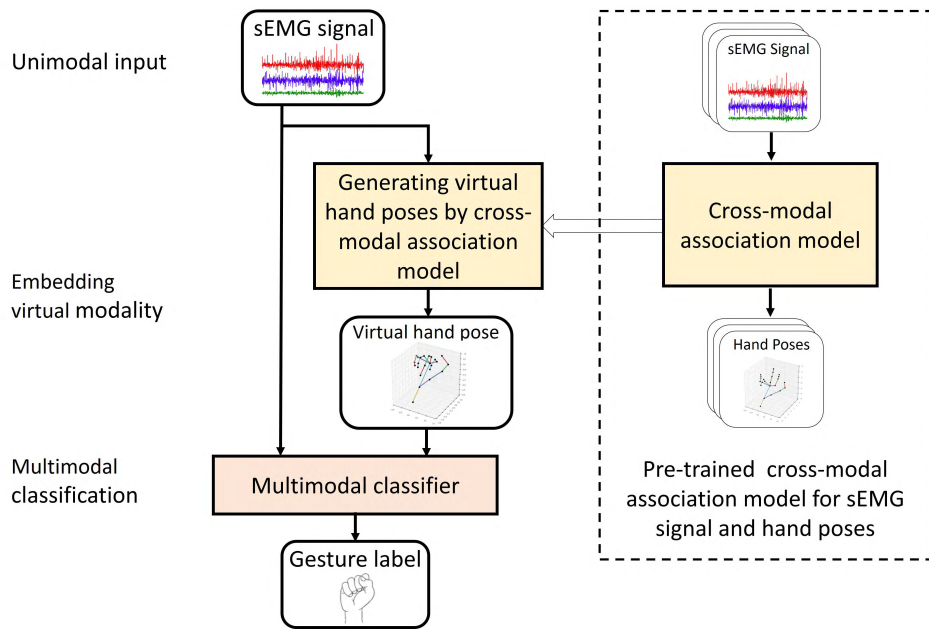 Unimodal input
sEMG signal
Generating virtual
hand poses by cross-
modal association
model
Embedding
virtual modality
Virtual hand pose
Multimodal
classification
Multimodal classifier
Gesture label
sEMG Signal
Cross-modal
association model
Hand Poses
Pre-trained cross-modal
association model for sEMG
signal and hand poses